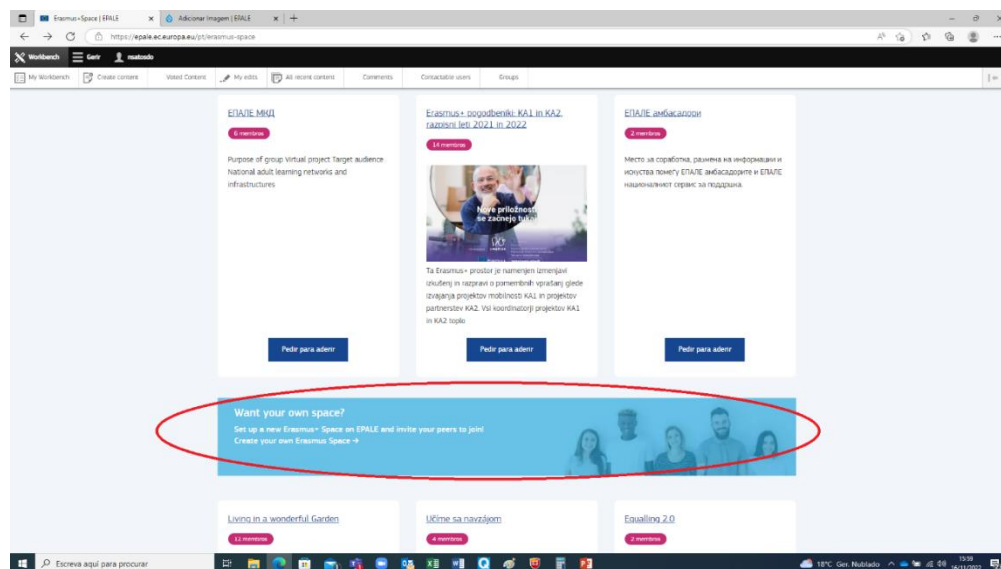 Erasmus+Space | EPALE
Adicionar Imagem | EPALE
https://epale.ec.europa.eu/pt/erasmus-space
Workbench
Gerir
nsatosdo
My Workbench
Create content
Voted Content
My edits
All recent content
Comments
Contactable users
Groups
ЕПАЛЕ МКД
6 membros
Purpose of group Virtual project Target audience
National adult learning networks and
infrastructures
Pedir para aderir
Erasmus+ pogodbeniki: KA1 in KA2,
razpisni leti 2021 in 2022
14 membros
Nove priložnosti
se začnejo tukaj
Ta Erasmus+ prostor je namenjen izmenjavi
izkušenj in razpravi o pomembnih vprašanj glede
izvajanja projektov mobilnosti KA1 in projektov
partnerstev KA2. Vsi koordinatorji projektov KA1
in KA2 toplo
Pedir para aderir
ЕПАЛЕ амбасадори
2 membros
Место за соработка, размена на информации и
искуства помеѓу ЕПАЛЕ амбасадорите и ЕПАЛЕ
националниот сервис за поддршка.
Pedir para aderir
Want your own space?
Set up a new Erasmus+ Space on EPALE and invite your peers to join!
Create your own Erasmus Space →
Living in a wonderful Garden
12 membros
Učíme sa navzájom
4 membros
Equalling 2.0
2 membros
Escreva aqui para procurar
18°C Ger. Nublado
15:59
16/11/2022